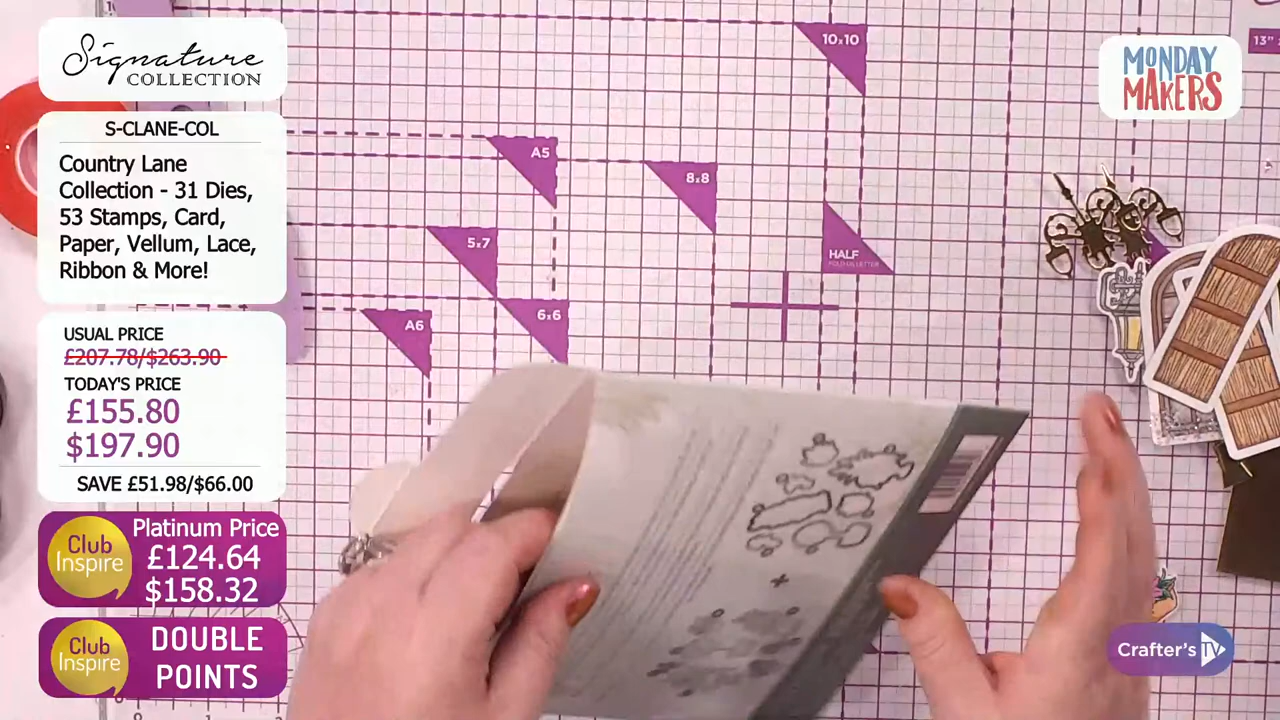 Signature
COLLECTION
S-CLANE-COL
Country Lane
Collection - 31 Dies,
53 Stamps, Card,
Paper, Vellum, Lace,
Ribbon & More!
USUAL PRICE
£207.78/$263.90
TODAY'S PRICE
£155.80
$197.90
SAVE £51.98/$66.00
Club
Inspire
Platinum Price
£124.64
$158.32
Club
Inspire
DOUBLE
POINTS
10x10
A5
8x8
5x7
HALF
6x6
A6
13"
MONDAY
MAKERS
Crafter's TV